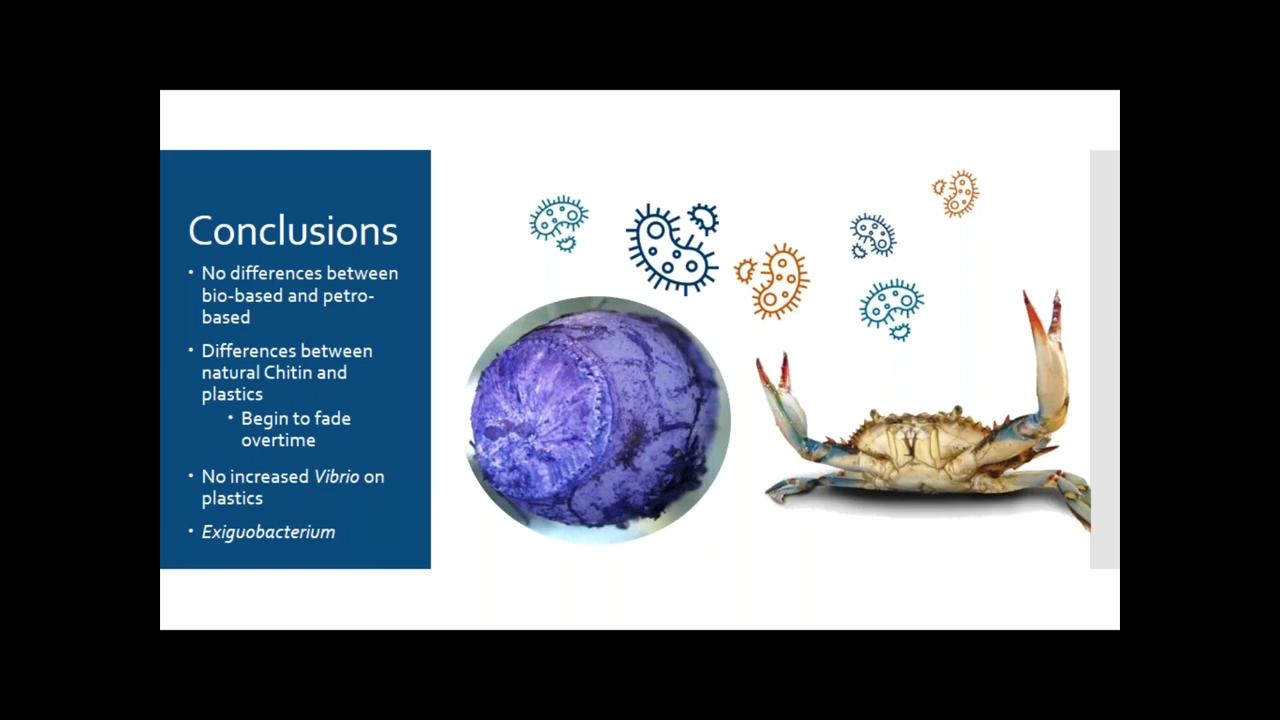 Conclusions
• No differences between
bio-based and petro-
based
• Differences between
natural Chitin and
plastics
• Begin to fade
overtime
• No increased Vibrio on
plastics
• Exiguobacterium